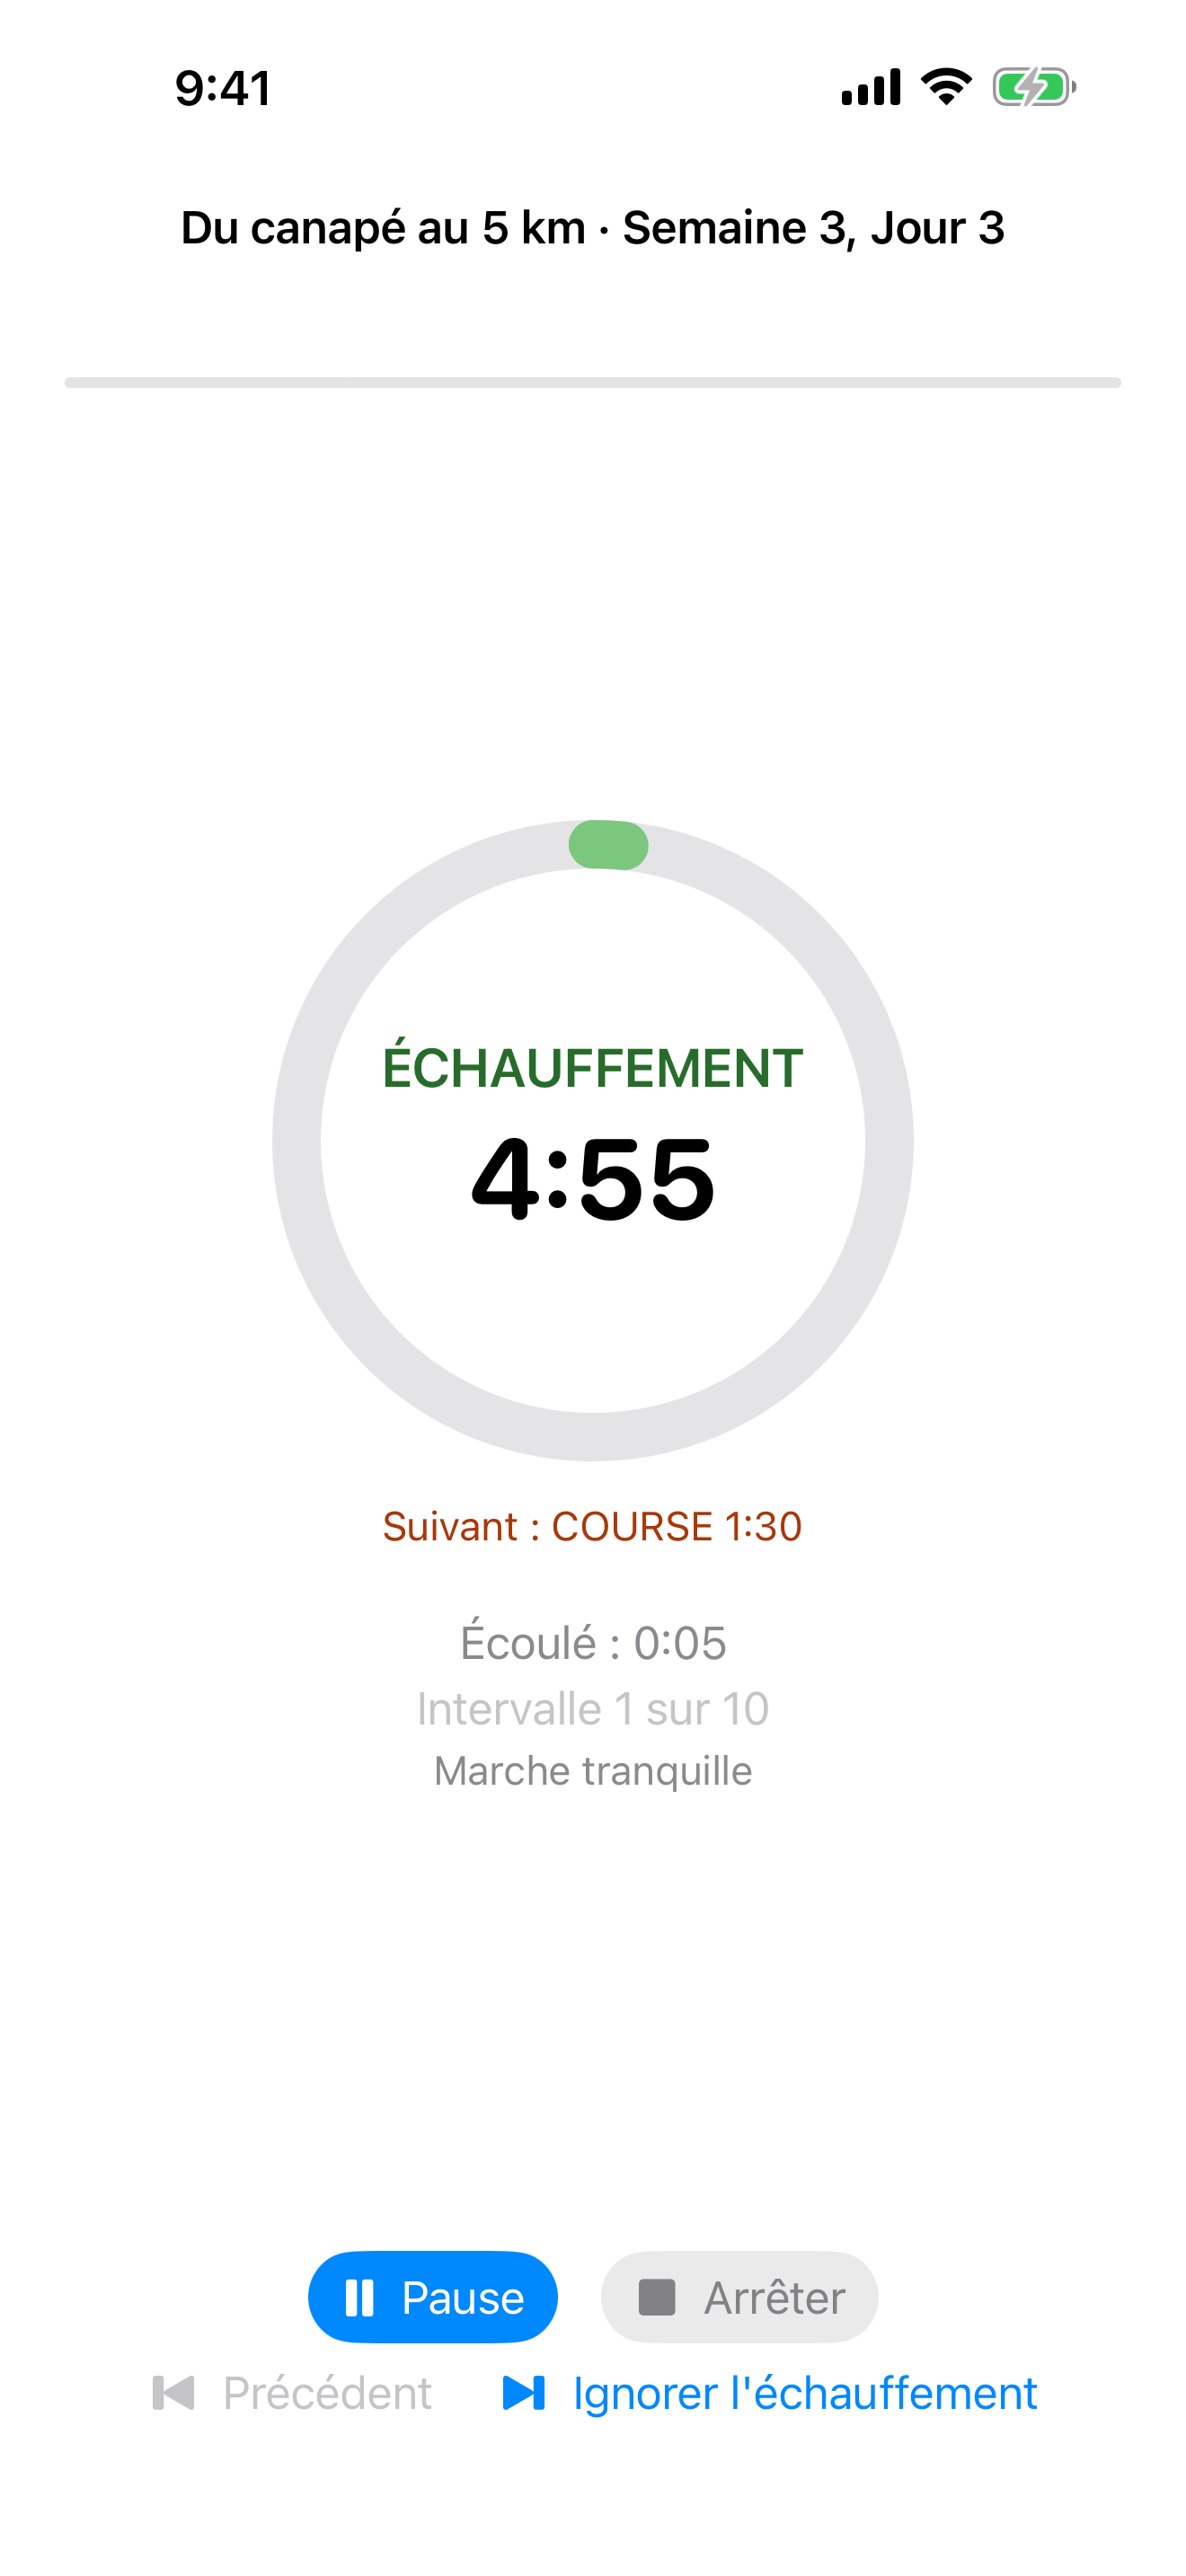 9:41
Du canapé au 5 km · Semaine 3, Jour 3
ÉCHAUFFEMENT
4:55
Suivant : COURSE 1:30
Écoulé : 0:05
Intervalle 1 sur 10
Marche tranquille
Pause
Arrêter
Précédent
Ignorer l'échauffement